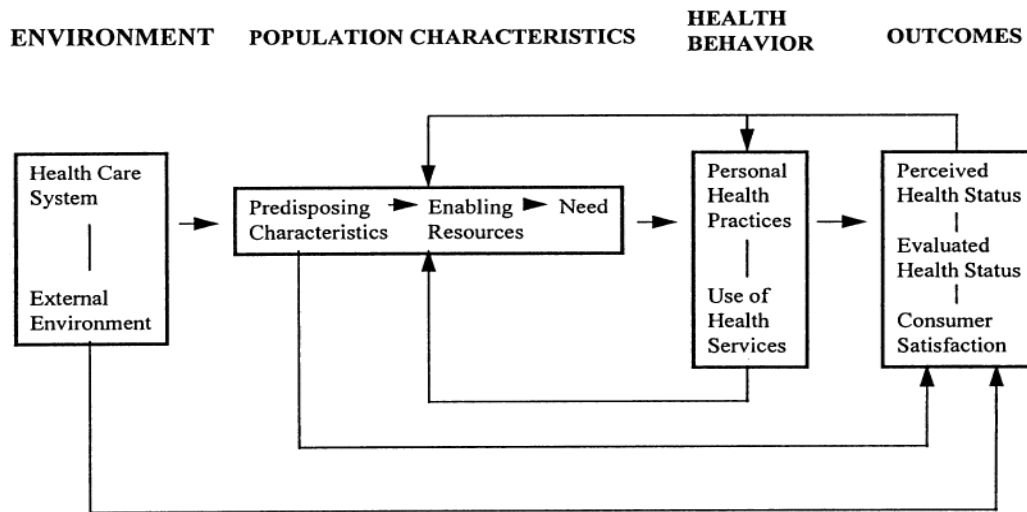 ENVIRONMENT
POPULATION CHARACTERISTICS
HEALTH
BEHAVIOR
OUTCOMES
Health Care
System
External
Environment
Predisposing
Characteristics
Enabling
Resources
Need
Personal
Health
Practices
Use of
Health
Services
Perceived
Health Status
Evaluated
Health Status
Consumer
Satisfaction